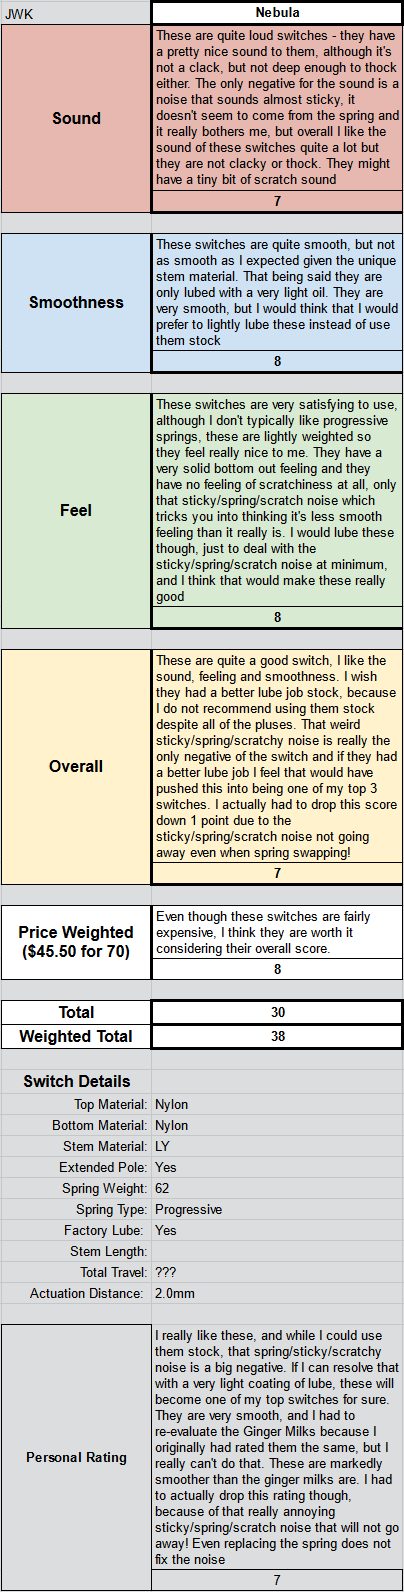 JWK
Nebula
Sound
These are quite loud switches - they have
a pretty nice sound to them, although it's
not a clack, but not deep enough to thock
either. The only negative for the sound is a
noise that sounds almost sticky, it
doesn't seem to come from the spring and
it really bothers me, but overall I like the
sound of these switches quite a lot but
they are not clacky or thock. They might
have a tiny bit of scratch sound
7
Smoothness
These switches are quite smooth, but not
as smooth as I expected given the unique
stem material. That being said they are
only lubed with a very light oil. They are
very smooth, but I would think that I would
prefer to lightly lube these instead of use
them stock
8
Feel
These switches are very satisfying to use,
although I don't typically like progressive
springs, these are lightly weighted so
they feel really nice to me. They have a
very solid bottom out feeling and they
have no feeling of scratchiness at all, only
that sticky/spring/scratch noise which
tricks you into thinking it's less smooth
feeling than it really is. I would lube these
though, just to deal with the
sticky/spring/scratch noise at minimum,
and I think that would make these really
good
8
Overall
These are quite a good switch, I like the
sound, feeling and smoothness. I wish
they had a better lube job stock, because
I do not recommend using them stock
despite all of the pluses. That weird
sticky/spring/scratchy noise is really the
only negative of the switch and if they had
a better lube job I feel that would have
pushed this into being one of my top 3
switches. I actually had to drop this score
down 1 point due to the
sticky/spring/scratch noise not going
away even when spring swapping!
7
Price Weighted
($45.50 for 70)
Even though these switches are fairly
expensive, I think they are worth it
considering their overall score.
8
Total
30
Weighted Total
38
Switch Details
Top Material: Nylon
Bottom Material: Nylon
Stem Material: LY
Extended Pole: Yes
Spring Weight: 62
Spring Type: Progressive
Factory Lube: Yes
Stem Length:
Total Travel: ???
Actuation Distance: 2.0mm
Personal Rating
I really like these, and while I could use
them stock, that spring/sticky/scratchy
noise is a big negative. If I can resolve that
with a very light coating of lube, these will
become one of my top switches for sure.
They are very smooth, and I had to
re-evaluate the Ginger Milks because I
originally had rated them the same, but I
really can't do that. These are markedly
smoother than the ginger milks are. I had
to actually drop this rating though,
because of that really annoying
sticky/spring/scratch noise that will not go
away! Even replacing the spring does not
fix the noise
7